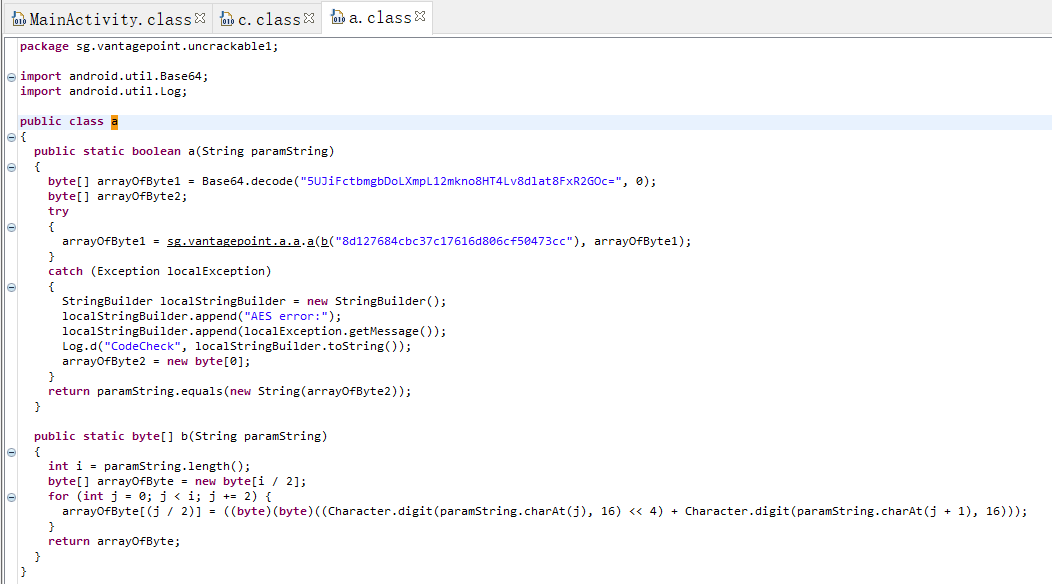 MainActivity.class c.class a.class
package sg.vantagepoint.uncrackable1;
import android.util.Base64;
import android.util.Log;
public class a
{
public static boolean a(String paramString)
{
byte[] arrayOfByte1 = Base64.decode("5UJiFctbmgbDoLXmpL12mkno8HT4Lv8dlat8FxR2GOc=", 0);
byte[] arrayOfByte2;
try
{
arrayOfByte1 = sg.vantagepoint.a.a.a(b("8d127684cbc37c17616d806cf50473cc"), arrayOfByte1);
}
catch (Exception localException)
{
StringBuilder localStringBuilder = new StringBuilder();
localStringBuilder.append("AES error:");
localStringBuilder.append(localException.getMessage());
Log.d("CodeCheck", localStringBuilder.toString());
arrayOfByte2 = new byte[0];
}
return paramString.equals(new String(arrayOfByte2));
}
public static byte[] b(String paramString)
{
int i = paramString.length();
byte[] arrayOfByte = new byte[i / 2];
for (int j = 0; j < i; j += 2) {
arrayOfByte[(j / 2)] = ((byte)(byte)((Character.digit(paramString.charAt(j), 16) << 4) + Character.digit(paramString.charAt(j + 1), 16)));
}
return arrayOfByte;
}
}